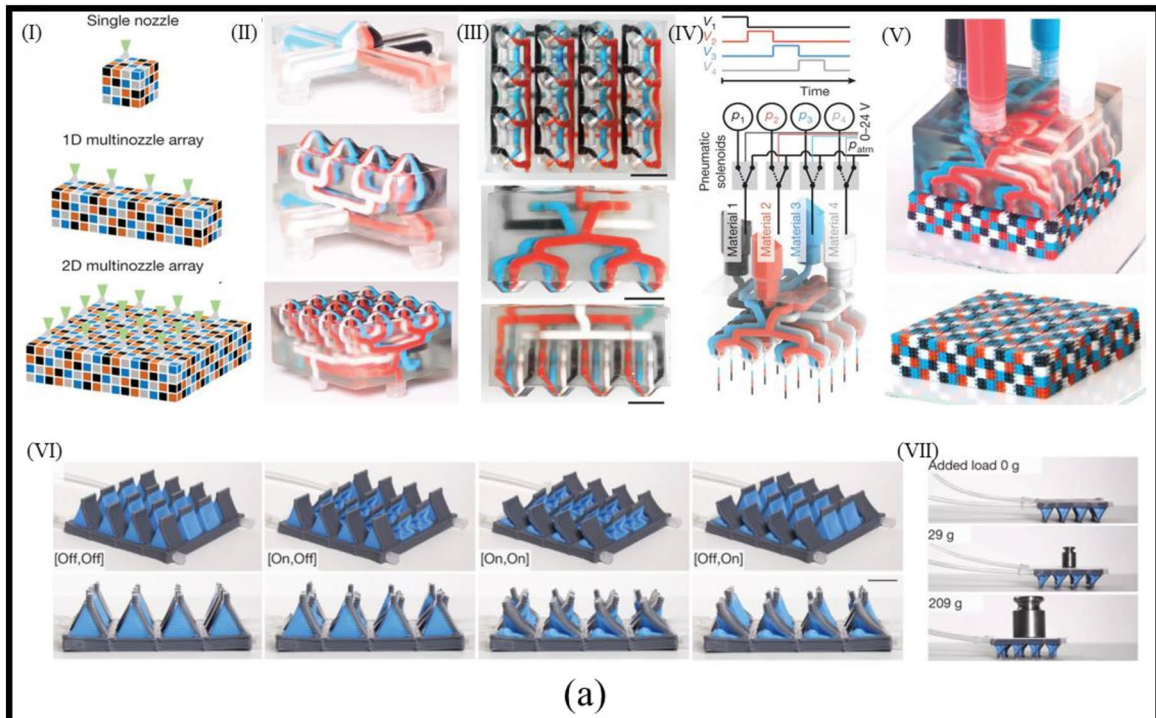 (I)
Single nozzle
1D multinozzle array
2D multinozzle array
(II)
(III)
(IV)
V1
V2
V3
V4
Time
p1
p2
p3
p4
0–24 V
patm
Pneumatic
solenoids
Material 1
Material 2
Material 3
Material 4
(V)
(VI)
[Off,Off]
[On,Off]
[On,On]
[Off,On]
(VII)
Added load 0 g
29 g
209 g
(a)